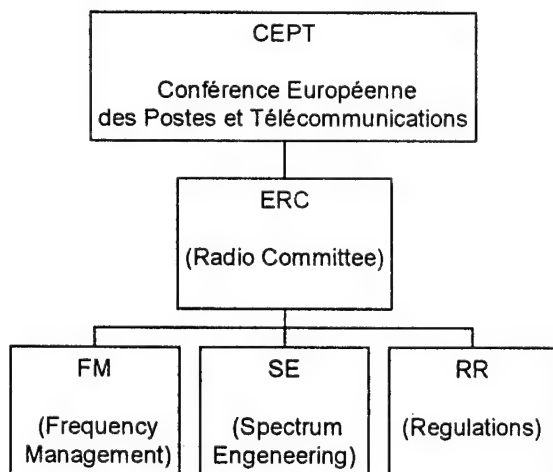 CEPT
Conférence Européenne
des Postes et Télécommunications
ERC
(Radio Committee)
FM
(Frequency
Management)
SE
(Spectrum
Engeneering)
RR
(Regulations)